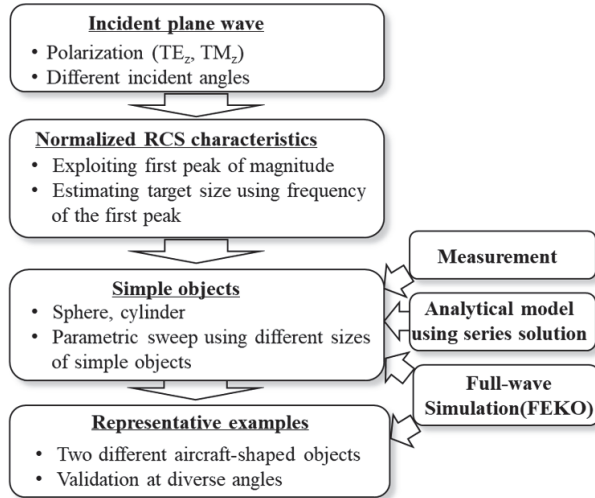 Incident plane wave
• Polarization (TEz, TMz)
• Different incident angles
Normalized RCS characteristics
• Exploiting first peak of magnitude
• Estimating target size using frequency
of the first peak
Simple objects
• Sphere, cylinder
• Parametric sweep using different sizes
of simple objects
Measurement
Analytical model
using series solution
Full-wave
Simulation(FEKO)
Representative examples
• Two different aircraft-shaped objects
• Validation at diverse angles